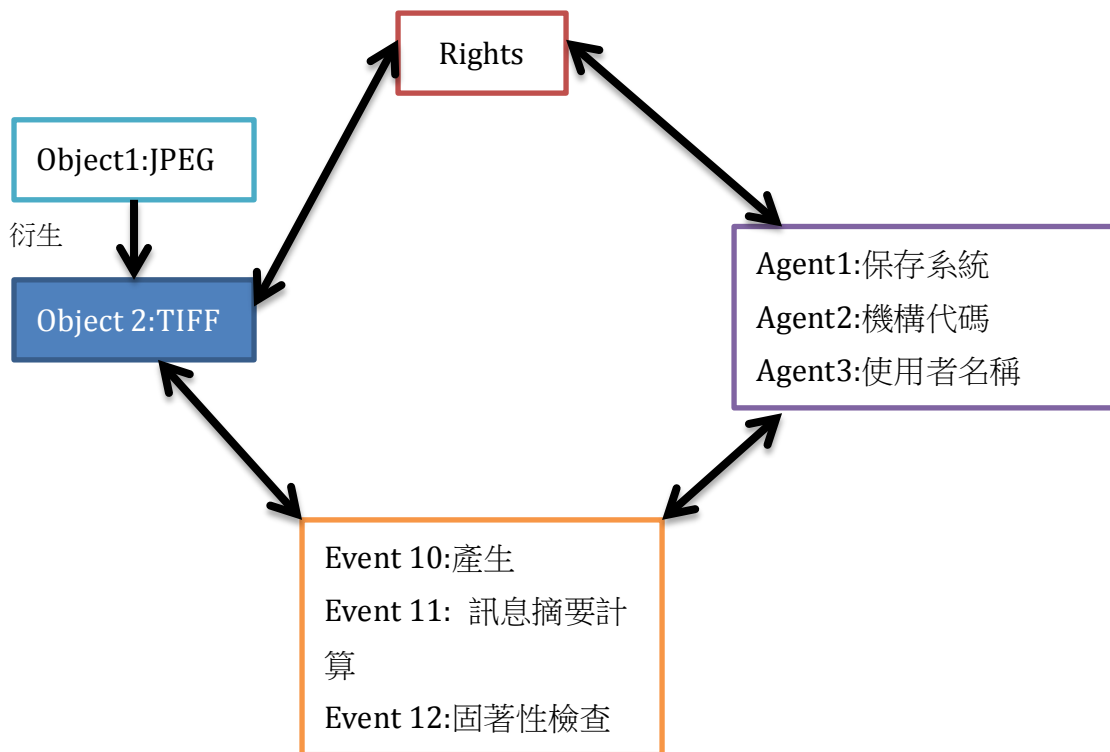 Rights
Object1:JPEG
衍生
Object 2:TIFF
Agent1:保存系統
Agent2:機構代碼
Agent3:使用者名稱
Event 10:產生
Event 11: 訊息摘要計
算
Event 12:固著性檢查